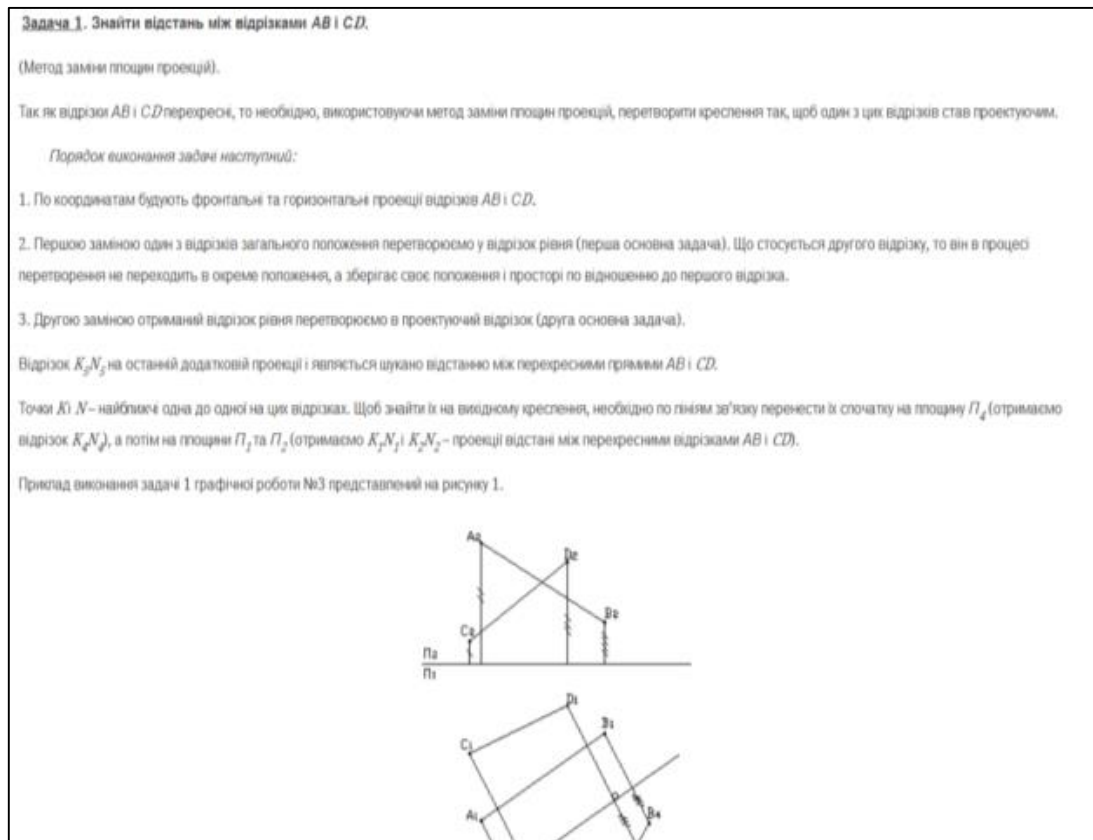 Задача 1. Знайти відстань між відрізками AB і CD.
(Метод заміни площин проекцій).
Так як відрізки AB і CD перехресні, то необхідно, використовуючи метод заміни площин проекцій, перетворити креслення так, щоб один з цих відрізків став проектуючим.
Порядок виконання задачі наступний:
1. По координатам будують фронтальні та горизонтальні проекції відрізків AB і CD.
2. Першою заміною один з відрізків загального положення перетворюємо у відрізок рівня (перша основна задача). Що стосується другого відрізку, то він в процесі
перетворення не переходить в окреме положення, а зберігає своє положення і просторі по відношенню до першого відрізка.
3. Другою заміною отриманий відрізок рівня перетворюємо в проектуючий відрізок (друга основна задача).
Відрізок K₅N₅ на останній додатковій проекції і являється шукано відстанню між перехресними прямими AB і CD.
Точки K і N – найближчі одна до одної на цих відрізках. Щоб знайти їх на вихідному креслення, необхідно по лініям зв'язку перенести їх спочатку на площину П₄ (отримаємо
відрізок K₄N₄), а потім на площини П₁ та П₂ (отримаємо K₁N₁ і K₂N₂ – проекції відстані між перехресними відрізками AB і CD).
Приклад виконання задачі 1 графічної роботи №3 представлений на рисунку 1.
A₂
D₂
B₂
C₂
П₂
П₁
D₁
B₁
C₁
A₁
B₄